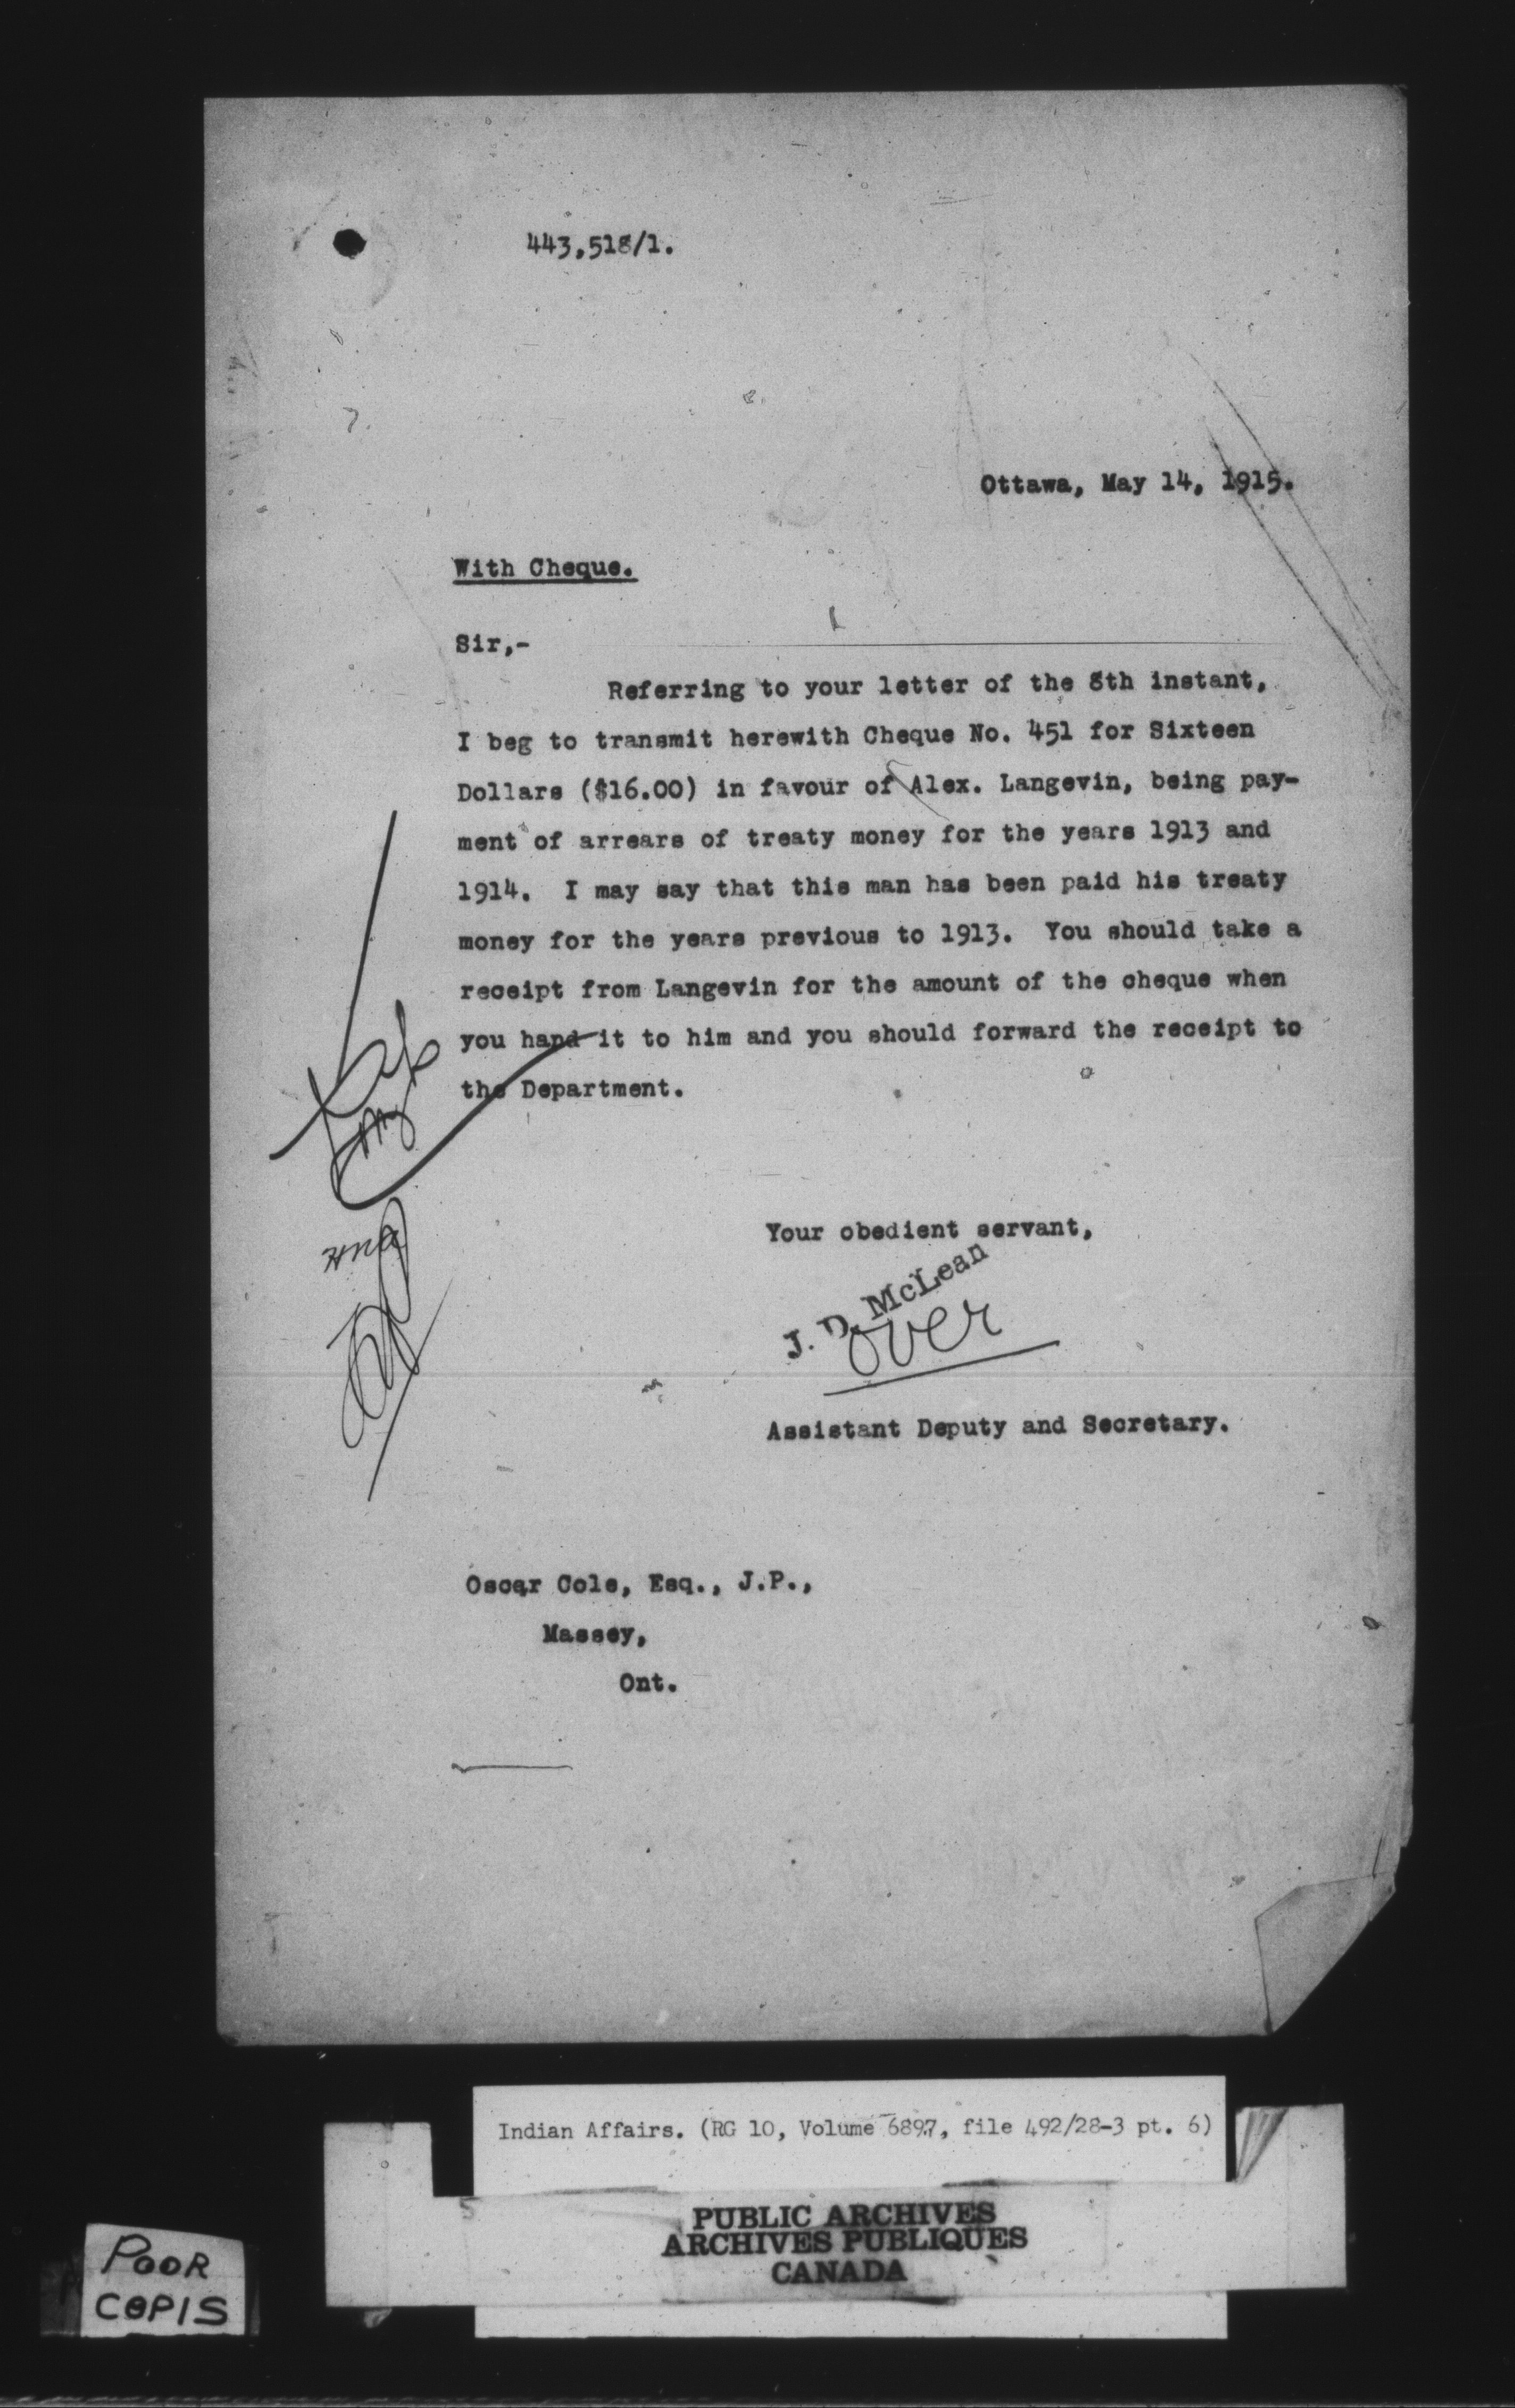 443,518/1.
Ottawa, May 14, 1915.
With Cheque.
Sir,-
Referring to your letter of the 8th instant,
I beg to transmit herewith Cheque No. 451 for Sixteen
Dollars ($16.00) in favour of Alex. Langevin, being pay-
ment of arrears of treaty money for the years 1913 and
1914. I may say that this man has been paid his treaty
money for the years previous to 1913. You should take a
receipt from Langevin for the amount of the cheque when
you hand it to him and you should forward the receipt to
the Department.
Your obedient servant,
J. D. McLean
over
Assistant Deputy and Secretary.
Oscar Cole, Esq., J.P.,
Massey,
Ont.
Indian Affairs. (RG 10, Volume 6897, file 492/28-3 pt. 6)
PUBLIC ARCHIVES
ARCHIVES PUBLIQUES
CANADA
POOR
COPIS